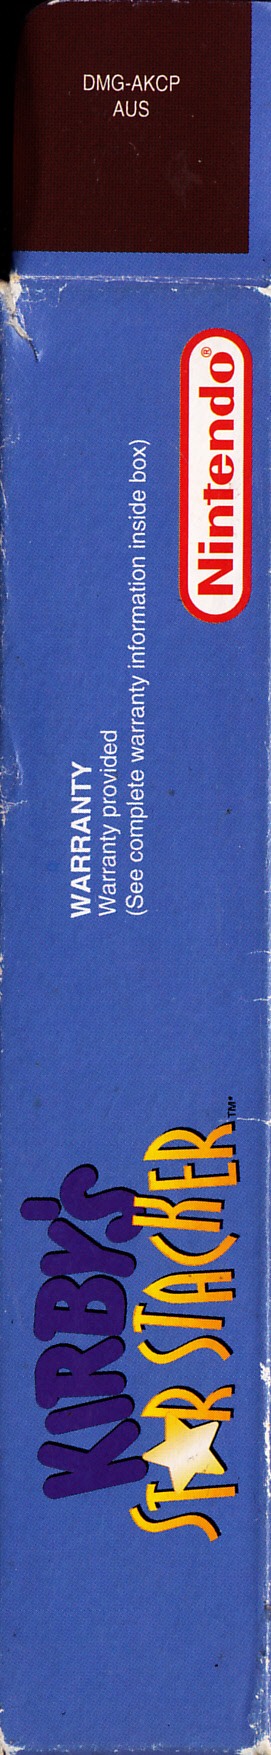 DMG-AKCP
AUS
Nintendo®
WARRANTY
Warranty provided
(See complete warranty information inside box)
KIRBY'S
STAR STACKER™